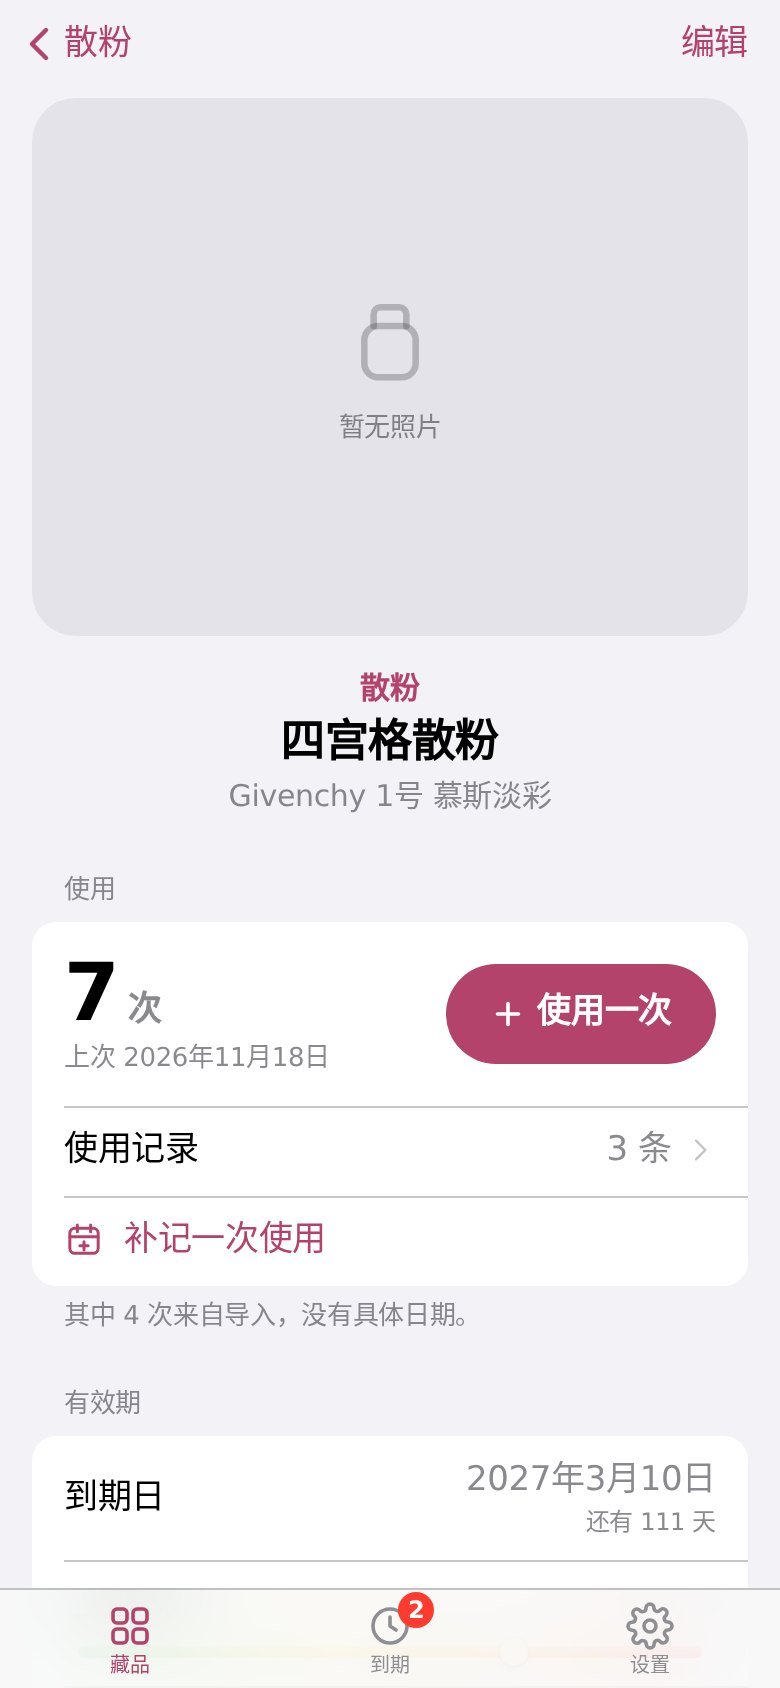 散粉
编辑
暂无照片
散粉
四宫格散粉
Givenchy 1号 慕斯淡彩
使用
7 次
+ 使用一次
上次 2026年11月18日
使用记录
3 条
补记一次使用
其中 4 次来自导入，没有具体日期。
有效期
到期日
2027年3月10日
还有 111 天
2
藏品
到期
设置